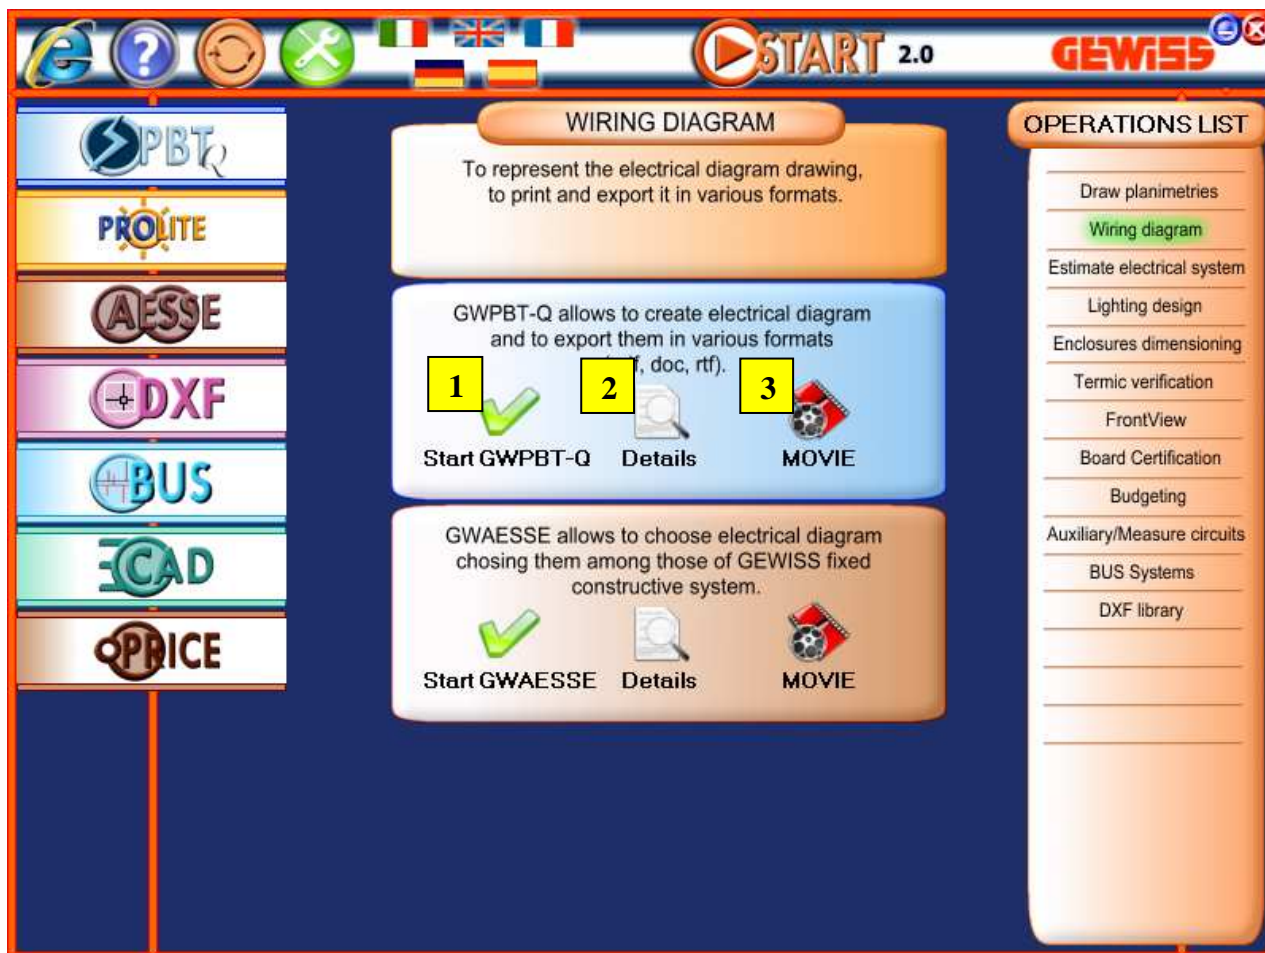 START 2.0
GEWISS
PBTQ
PROLITE
AESSE
DXF
BUS
CAD
PRICE
WIRING DIAGRAM
To represent the electrical diagram drawing,
to print and export it in various formats.
GWPBT-Q allows to create electrical diagram
and to export them in various formats
doc, rtf).
1
2
3
Start GWPBT-Q
Details
MOVIE
GWAESSE allows to choose electrical diagram
chosing them among those of GEWISS fixed
constructive system.
Start GWAESSE
Details
MOVIE
OPERATIONS LIST
Draw planimetries
Wiring diagram
Estimate electrical system
Lighting design
Enclosures dimensioning
Termic verification
FrontView
Board Certification
Budgeting
Auxiliary/Measure circuits
BUS Systems
DXF library